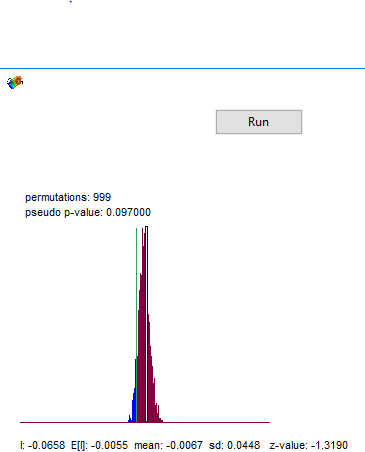 Run
permutations: 999
pseudo p-value: 0.097000
I: -0.0658 E[I]: -0.0055 mean: -0.0067 sd: 0.0448 z-value: -1.3190